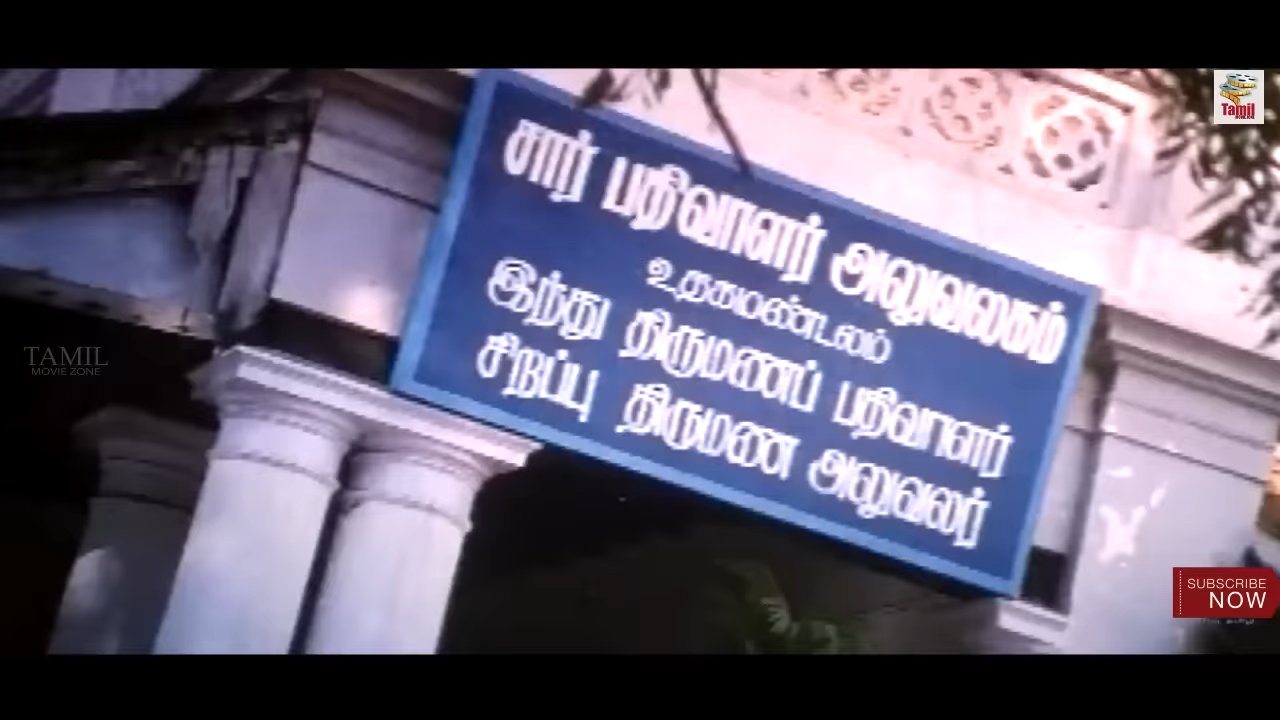 சார் பதிவாளர் அலுவலகம்
உதகமண்டலம்
இந்து திருமணப் பதிவாளர்
சிறப்பு திருமண அலுவலர்
TAMIL
MOVIE ZONE
Tamil
SUBSCRIBE
NOW